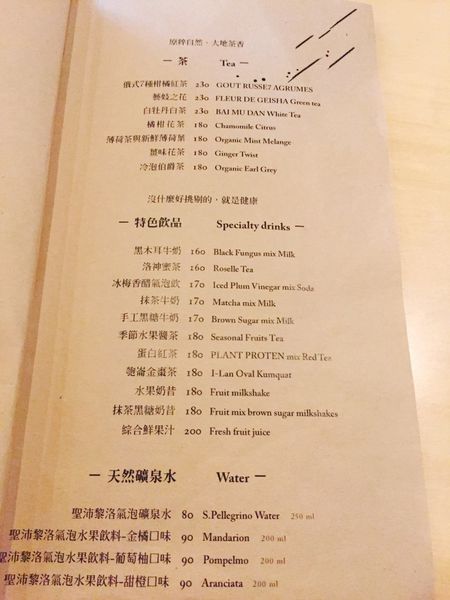 原粹自然・大地茶香
— 茶 Tea —
俄式7種柑橘紅茶 230 GOUT RUSSE7 AGRUMES
藝妓之花 230 FLEUR DE GEISHA Green tea
白牡丹白茶 230 BAI MU DAN White Tea
橘柑花茶 180 Chamomile Citrus
薄荷茶與新鮮薄荷葉 180 Organic Mint Melange
薑味花茶 180 Ginger Twist
冷泡伯爵茶 180 Organic Earl Grey
沒什麼好挑剔的，就是健康
— 特色飲品 Specialty drinks —
黑木耳牛奶 160 Black Fungus mix Milk
洛神蜜茶 160 Roselle Tea
冰梅香醋氣泡飲 170 Iced Plum Vinegar mix Soda
抹茶牛奶 170 Matcha mix Milk
手工黑糖牛奶 170 Brown Sugar mix Milk
季節水果醬茶 180 Seasonal Fruits Tea
蛋白紅茶 180 PLANT PROTEN mix Red Tea
金棗茶 180 I-Lan Oval Kumquat
水果奶昔 180 Fruit milkshake
抹茶黑糖奶昔 180 Fruit mix brown sugar milkshakes
綜合鮮果汁 200 Fresh fruit juice
— 天然礦泉水 Water —
聖沛黎洛氣泡礦泉水 80 S.Pellegrino Water 250 ml
聖沛黎洛氣泡水果飲料-金橘口味 90 Mandarion 200 ml
聖沛黎洛氣泡水果飲料-葡萄柚口味 90 Pompelmo 200 ml
聖沛黎洛氣泡水果飲料-甜橙口味 90 Aranciata 200 ml